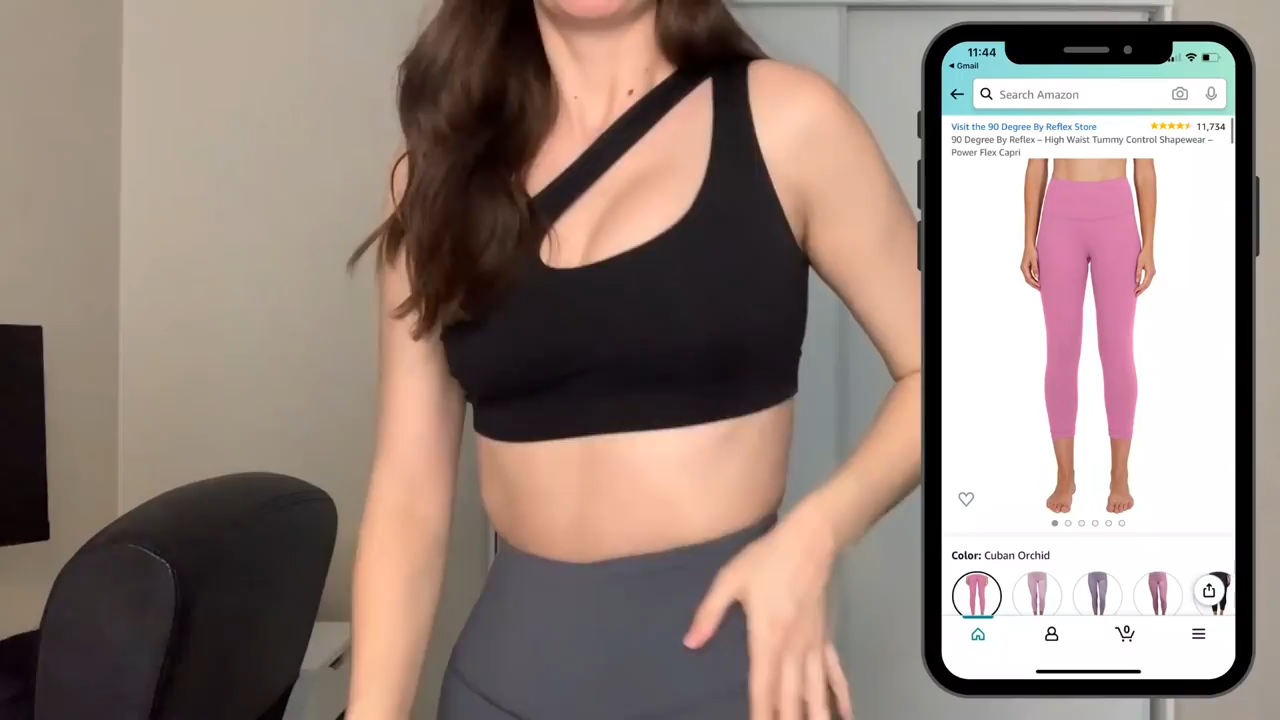 11:44
◀ Gmail
Search Amazon
Visit the 90 Degree By Reflex Store
11,734
90 Degree By Reflex – High Waist Tummy Control Shapewear –
Power Flex Capri
Color: Cuban Orchid
0